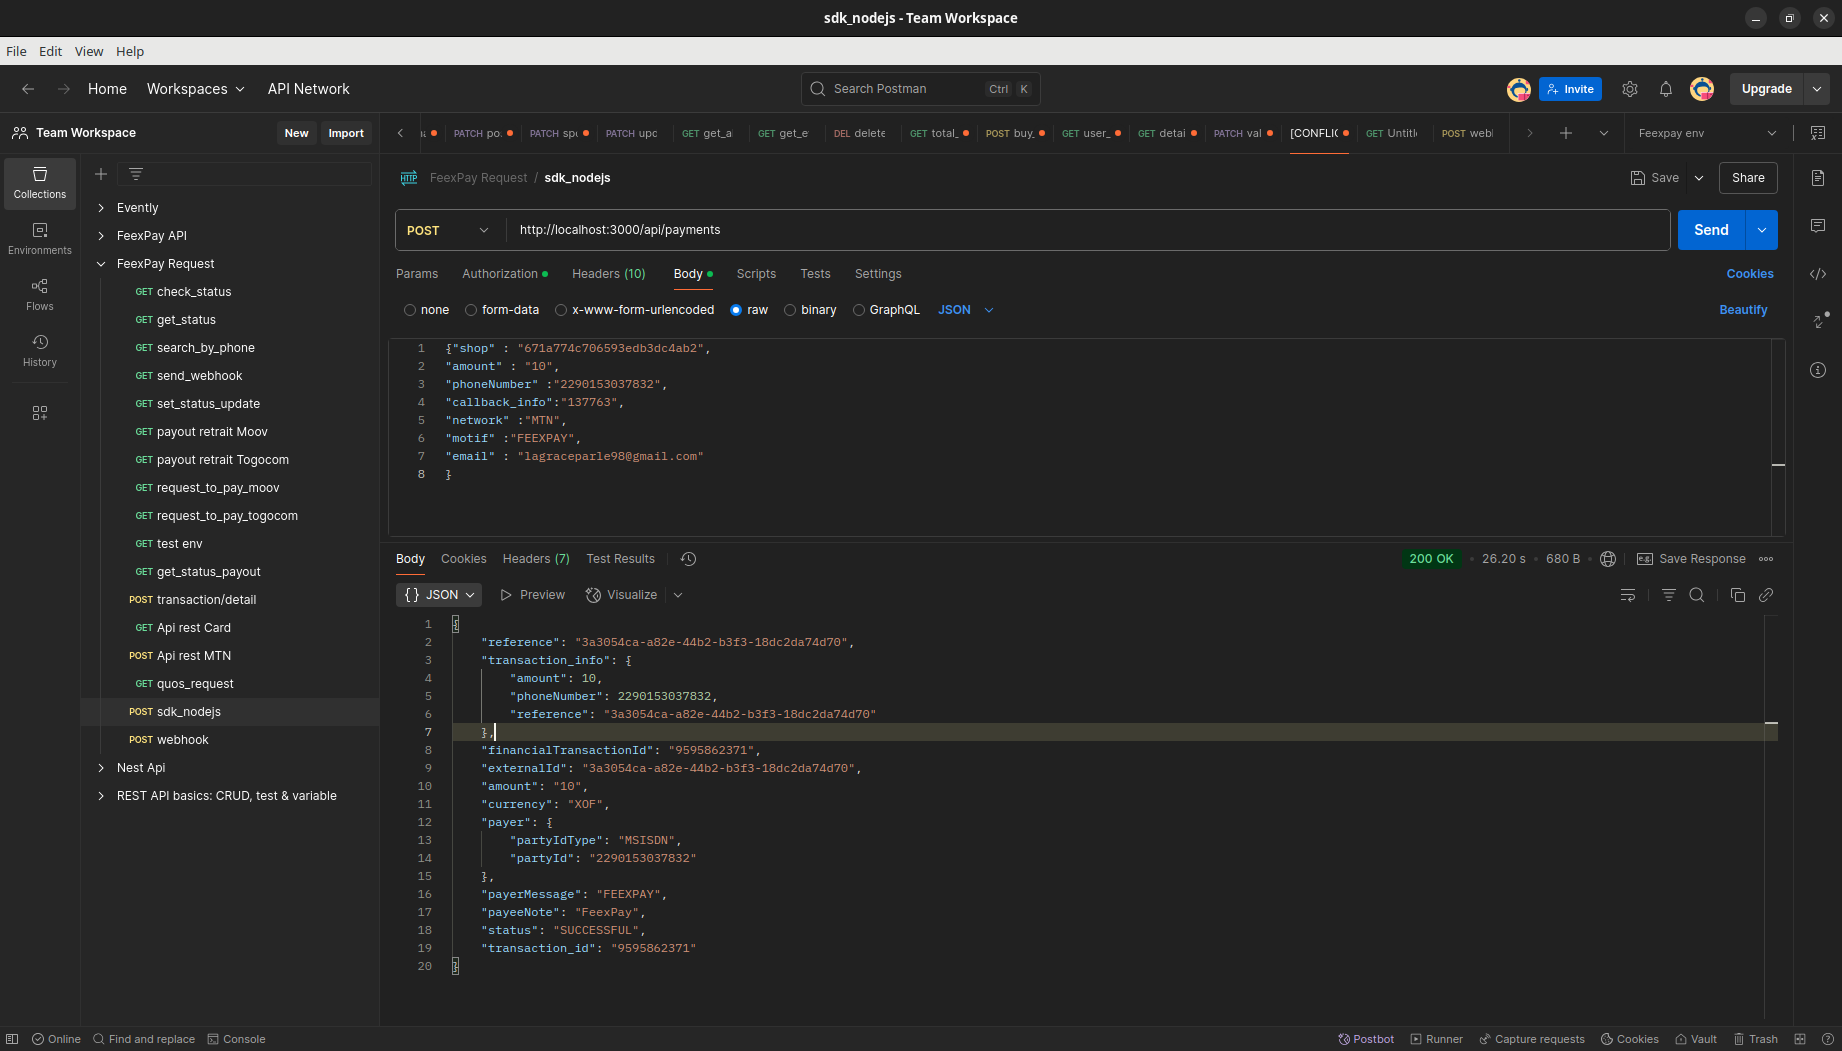 sdk_nodejs - Team Workspace
File Edit View Help
Home Workspaces API Network
Search Postman Ctrl K
Invite
Upgrade
Team Workspace New Import
PATCH po. PATCH spe PATCH upc GET get_al GET get_e DEL delete GET total_ POST buy_ GET user_ GET detai PATCH val [CONFLIC GET Untitl POST webl
Feexpay env
Collections
Environments
Flows
History
Evently
FeexPay API
FeexPay Request
GET check_status
GET get_status
GET search_by_phone
GET send_webhook
GET set_status_update
GET payout retrait Moov
GET payout retrait Togocom
GET request_to_pay_moov
GET request_to_pay_togocom
GET test env
GET get_status_payout
POST transaction/detail
GET Api rest Card
POST Api rest MTN
GET quos_request
POST sdk_nodejs
POST webhook
Nest Api
REST API basics: CRUD, test & variable
HTTP FeexPay Request / sdk_nodejs
Save Share
POST http://localhost:3000/api/payments Send
Params Authorization Headers (10) Body Scripts Tests Settings Cookies
none form-data x-www-form-urlencoded raw binary GraphQL JSON Beautify
1 {"shop" : "671a774c706593edb3dc4ab2",
2 "amount" : "10",
3 "phoneNumber" :"2290153037832",
4 "callback_info":"137763",
5 "network" :"MTN",
6 "motif" :"FEEXPAY",
7 "email" : "lagraceparle98@gmail.com"
8 }
Body Cookies Headers (7) Test Results
200 OK 26.20 s 680 B e.g. Save Response
{} JSON Preview Visualize
1 {
2 "reference": "3a3054ca-a82e-44b2-b3f3-18dc2da74d70",
3 "transaction_info": {
4 "amount": 10,
5 "phoneNumber": 2290153037832,
6 "reference": "3a3054ca-a82e-44b2-b3f3-18dc2da74d70"
7 },
8 "financialTransactionId": "9595862371",
9 "externalId": "3a3054ca-a82e-44b2-b3f3-18dc2da74d70",
10 "amount": "10",
11 "currency": "XOF",
12 "payer": {
13 "partyIdType": "MSISDN",
14 "partyId": "2290153037832"
15 },
16 "payerMessage": "FEEXPAY",
17 "payeeNote": "FeexPay",
18 "status": "SUCCESSFUL",
19 "transaction_id": "9595862371"
20 }
Online Find and replace Console
Postbot Runner Capture requests Cookies Vault Trash